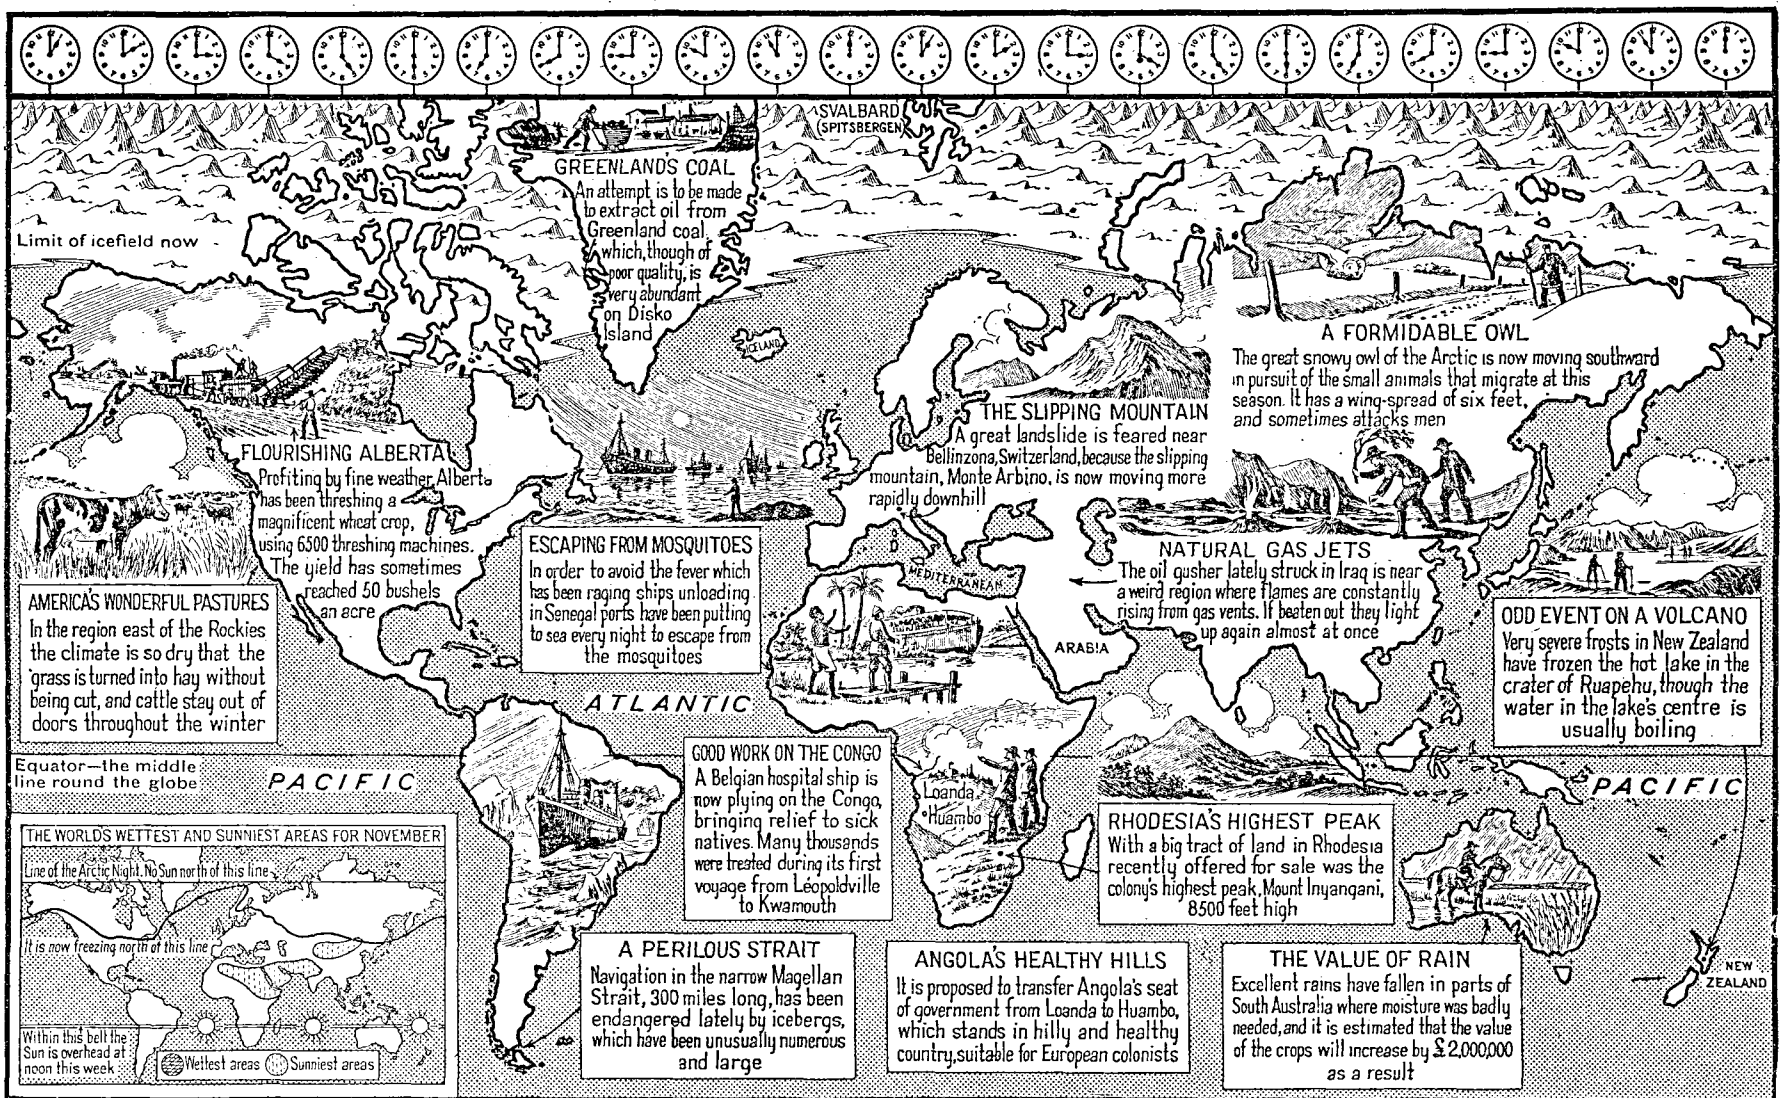 SVALBARD
(SPITSBERGEN)
GREENLAND'S COAL
An attempt is to be made
to extract oil from
Greenland coal,
which, though of
poor quality, is
very abundant
on Disko
Island
Limit of icefield now
ICELAND
A FORMIDABLE OWL
The great snowy owl of the Arctic is now moving southward
in pursuit of the small animals that migrate at this
season. It has a wing-spread of six feet,
and sometimes attacks men
THE SLIPPING MOUNTAIN
A great landslide is feared near
Bellinzona, Switzerland, because the slipping
mountain, Monte Arbino, is now moving more
rapidly downhill
FLOURISHING ALBERTA
Profiting by fine weather, Alberta
has been threshing a
magnificent wheat crop,
using 6500 threshing machines.
The yield has sometimes
reached 50 bushels
an acre
ESCAPING FROM MOSQUITOES
In order to avoid the fever which
has been raging ships unloading
in Senegal ports have been putting
to sea every night to escape from
the mosquitoes
MEDITERRANEAN
NATURAL GAS JETS
The oil gusher lately struck in Iraq is near
a weird region where flames are constantly
rising from gas vents. If beaten out they light
up again almost at once
ARABIA
AMERICA'S WONDERFUL PASTURES
In the region east of the Rockies
the climate is so dry that the
grass is turned into hay without
being cut, and cattle stay out of
doors throughout the winter
ODD EVENT ON A VOLCANO
Very severe frosts in New Zealand
have frozen the hot lake in the
crater of Ruapehu, though the
water in the lake's centre is
usually boiling
ATLANTIC
Equator—the middle
line round the globe
PACIFIC
GOOD WORK ON THE CONGO
A Belgian hospital ship is
now plying on the Congo,
bringing relief to sick
natives. Many thousands
were treated during its first
voyage from Léopoldville
to Kwamouth
Loanda
Huambo
PACIFIC
RHODESIA'S HIGHEST PEAK
With a big tract of land in Rhodesia
recently offered for sale was the
colony's highest peak, Mount Inyangani,
8500 feet high
THE WORLD'S WETTEST AND SUNNIEST AREAS FOR NOVEMBER
Line of the Arctic Night. No Sun north of this line
It is now freezing north of this line
Within this belt the
Sun is overhead at
noon this week
Wettest areas
Sunniest areas
A PERILOUS STRAIT
Navigation in the narrow Magellan
Strait, 300 miles long, has been
endangered lately by icebergs,
which have been unusually numerous
and large
ANGOLA'S HEALTHY HILLS
It is proposed to transfer Angola's seat
of government from Loanda to Huambo,
which stands in hilly and healthy
country, suitable for European colonists
THE VALUE OF RAIN
Excellent rains have fallen in parts of
South Australia where moisture was badly
needed, and it is estimated that the value
of the crops will increase by £2,000,000
as a result
NEW
ZEALAND